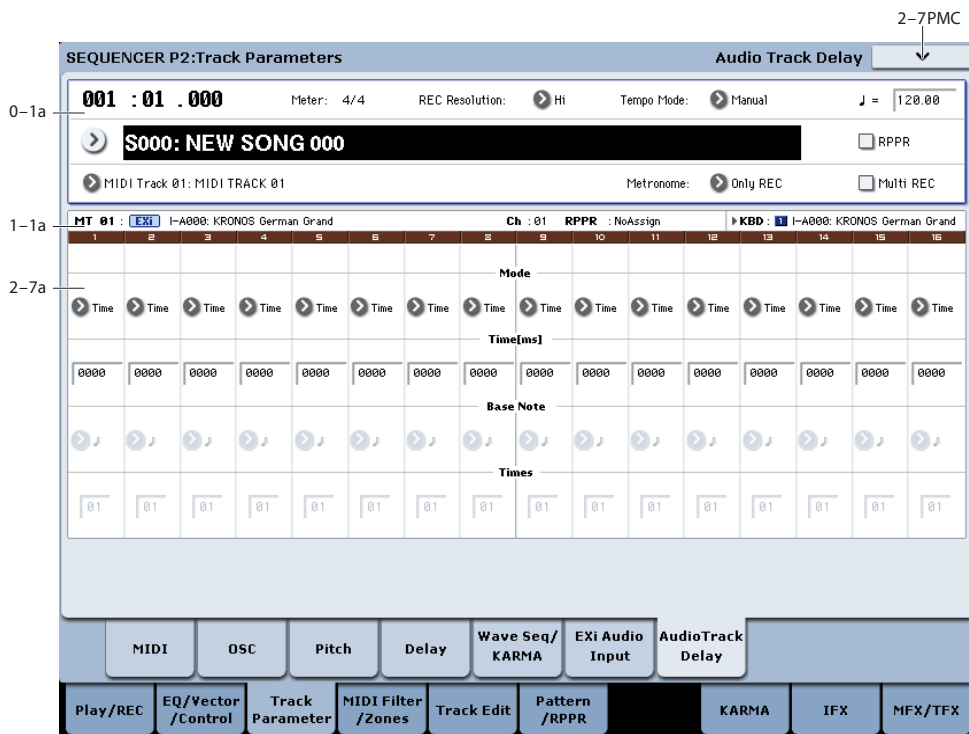 2–7PMC
SEQUENCER P2:Track Parameters Audio Track Delay
0–1a
001 :01 .000 Meter: 4/4 REC Resolution: Hi Tempo Mode: Manual ♩ = 120.00
S000: NEW SONG 000 RPPR
MIDI Track 01: MIDI TRACK 01 Metronome: Only REC Multi REC
1–1a
MT 01 : EXi I-A000: KRONOS German Grand Ch :01 RPPR : NoAssign KBD : 1 I-A000: KRONOS German Grand
1 2 3 4 5 6 7 8 9 10 11 12 13 14 15 16
2–7a
Mode
Time Time Time Time Time Time Time Time Time Time Time Time Time Time Time Time
Time[ms]
0000 0000 0000 0000 0000 0000 0000 0000 0000 0000 0000 0000 0000 0000 0000 0000
Base Note
♪ ♪ ♪ ♪ ♪ ♪ ♪ ♪ ♪ ♪ ♪ ♪ ♪ ♪ ♪ ♪
Times
01 01 01 01 01 01 01 01 01 01 01 01 01 01 01 01
MIDI OSC Pitch Delay Wave Seq/ KARMA EXi Audio Input AudioTrack Delay
Play/REC EQ/Vector /Control Track Parameter MIDI Filter /Zones Track Edit Pattern /RPPR KARMA IFX MFX/TFX